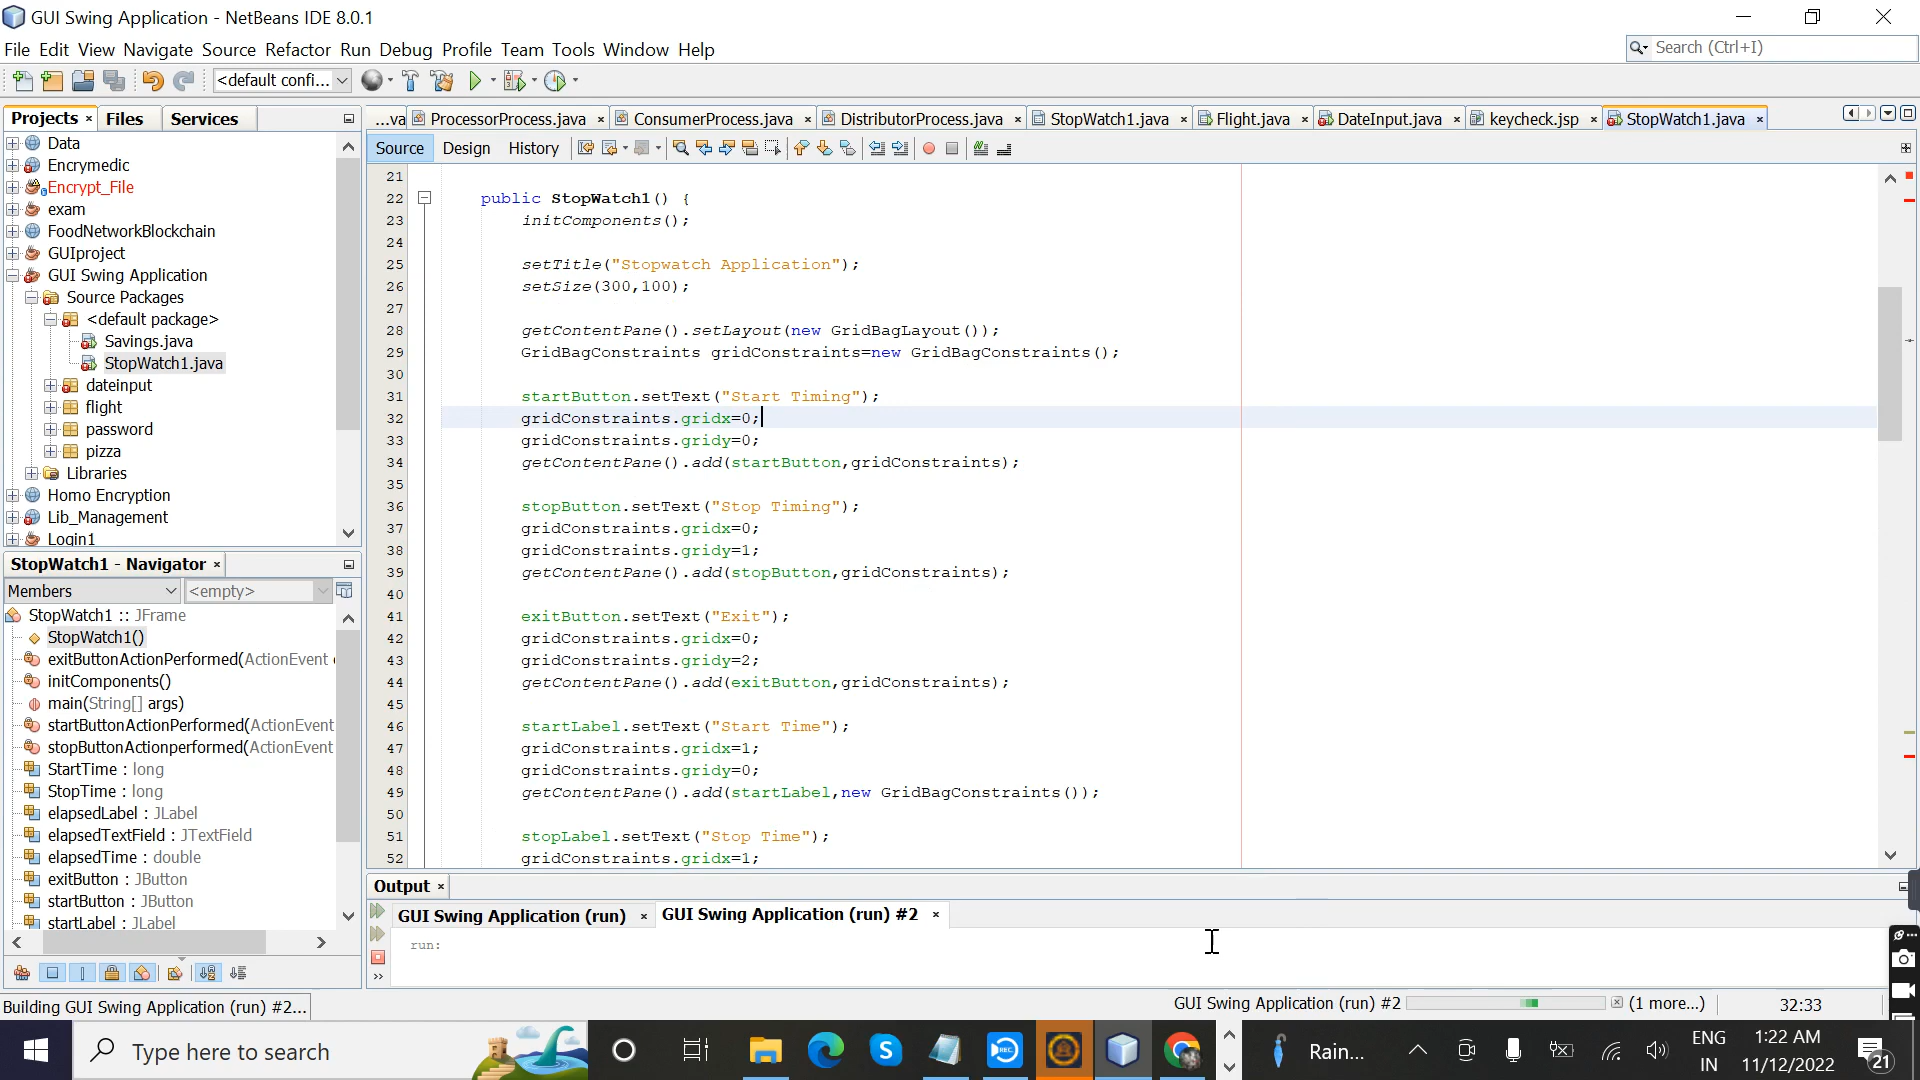 GUI Swing Application - NetBeans IDE 8.0.1
File Edit View Navigate Source Refactor Run Debug Profile Team Tools Window Help
Search (Ctrl+I)
<default confi...
Projects Files Services
...va ProcessorProcess.java ConsumerProcess.java DistributorProcess.java StopWatch1.java Flight.java DateInput.java keycheck.jsp StopWatch1.java
Source Design History
Data
Encrymedic
Encrypt_File
exam
FoodNetworkBlockchain
GUIproject
GUI Swing Application
Source Packages
<default package>
Savings.java
StopWatch1.java
dateinput
flight
password
pizza
Libraries
Homo Encryption
Lib_Management
Login1
StopWatch1 - Navigator
Members <empty>
StopWatch1 :: JFrame
StopWatch1()
exitButtonActionPerformed(ActionEvent
initComponents()
main(String[] args)
startButtonActionPerformed(ActionEvent
stopButtonActionperformed(ActionEvent
StartTime : long
StopTime : long
elapsedLabel : JLabel
elapsedTextField : JTextField
elapsedTime : double
exitButton : JButton
startButton : JButton
startLabel : JLabel
21
22 public StopWatch1() {
23 initComponents();
24
25 setTitle("Stopwatch Application");
26 setSize(300,100);
27
28 getContentPane().setLayout(new GridBagLayout());
29 GridBagConstraints gridConstraints=new GridBagConstraints();
30
31 startButton.setText("Start Timing");
32 gridConstraints.gridx=0;
33 gridConstraints.gridy=0;
34 getContentPane().add(startButton,gridConstraints);
35
36 stopButton.setText("Stop Timing");
37 gridConstraints.gridx=0;
38 gridConstraints.gridy=1;
39 getContentPane().add(stopButton,gridConstraints);
40
41 exitButton.setText("Exit");
42 gridConstraints.gridx=0;
43 gridConstraints.gridy=2;
44 getContentPane().add(exitButton,gridConstraints);
45
46 startLabel.setText("Start Time");
47 gridConstraints.gridx=1;
48 gridConstraints.gridy=0;
49 getContentPane().add(startLabel,new GridBagConstraints());
50
51 stopLabel.setText("Stop Time");
52 gridConstraints.gridx=1;
Output
GUI Swing Application (run) GUI Swing Application (run) #2
run:
Building GUI Swing Application (run) #2...
GUI Swing Application (run) #2 (1 more...) 32:33
Type here to search
REC
Rain...
ENG
IN
1:22 AM
11/12/2022
21